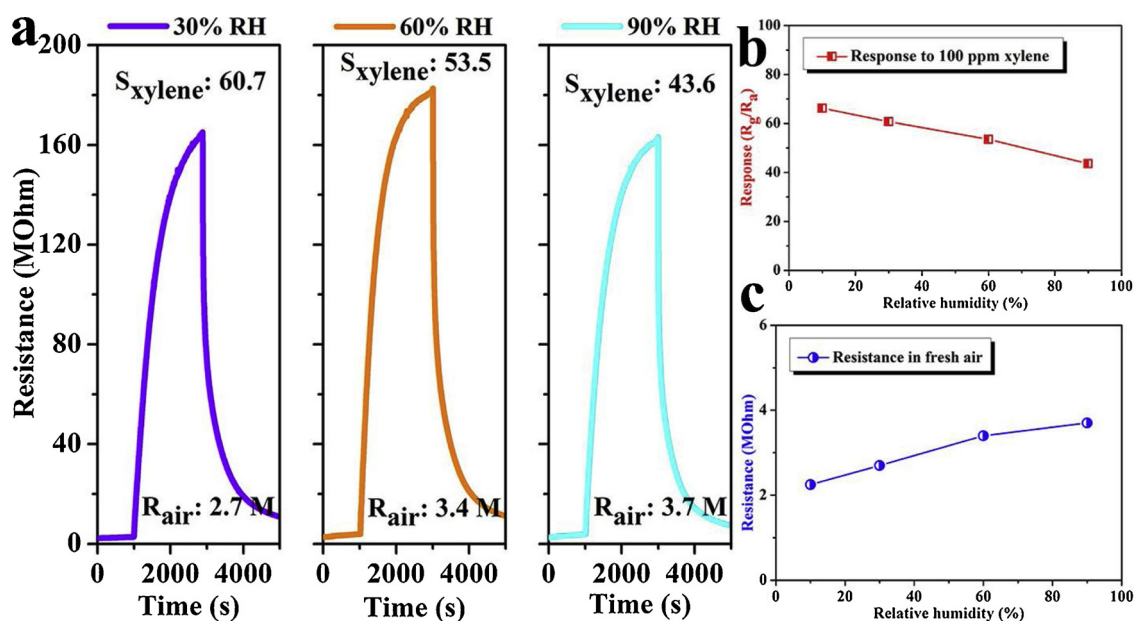 a
30% RH
60% RH
90% RH
200
160
120
80
40
0
Resistance (MOhm)
Sxylene: 60.7
Rair: 2.7 M
0 2000 4000
Time (s)
Sxylene: 53.5
Rair: 3.4 M
0 2000 4000
Time (s)
Sxylene: 43.6
Rair: 3.7 M
0 2000 4000
Time (s)
b
Response to 100 ppm xylene
100
80
60
40
20
0
Response (Rg/Ra)
0 20 40 60 80 100
Relative humidity (%)
c
Resistance in fresh air
6
4
2
0
Resistance (MOhm)
0 20 40 60 80 100
Relative humidity (%)